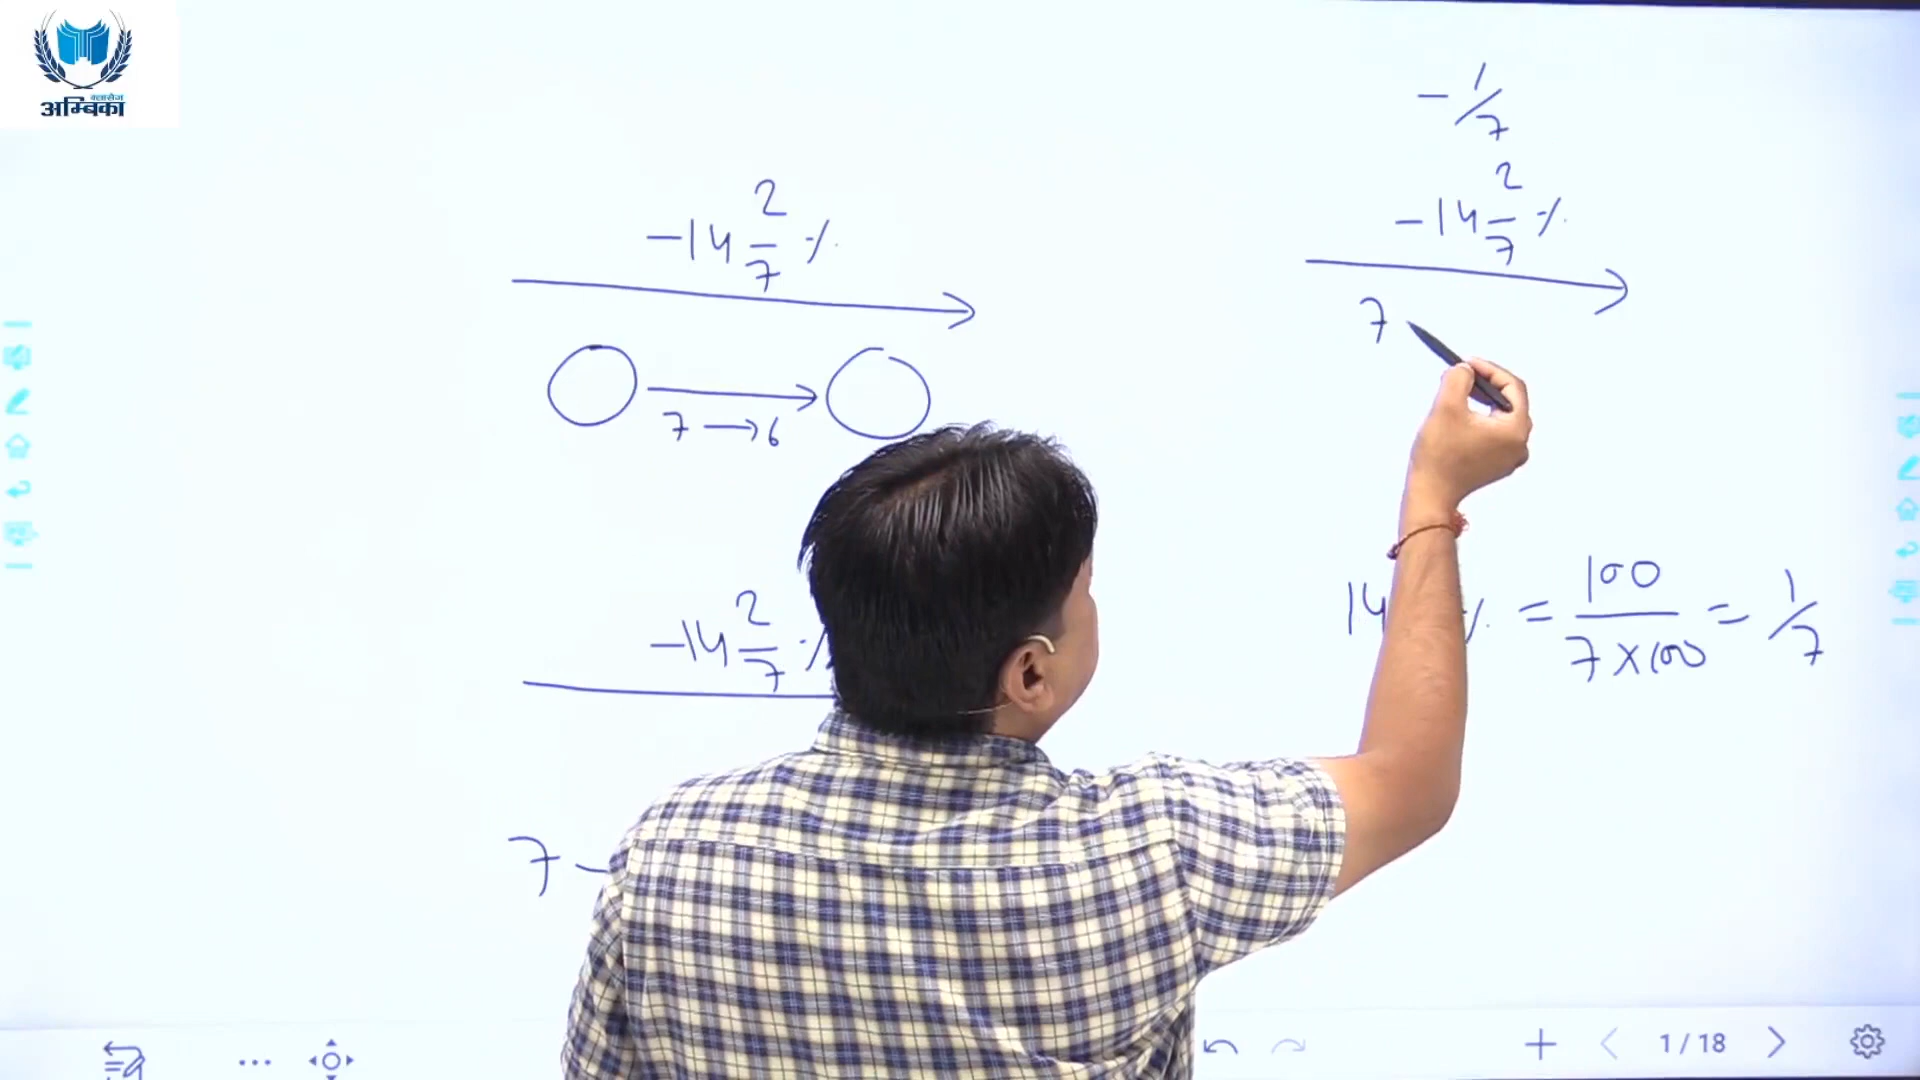 क्लासेज
अम्बिका
-14 2/7 %
7 → 6
-14 2/7 %
7 -
- 1/7
-14 2/7 %
7
14 % = 100/7×100 = 1/7
1 / 18